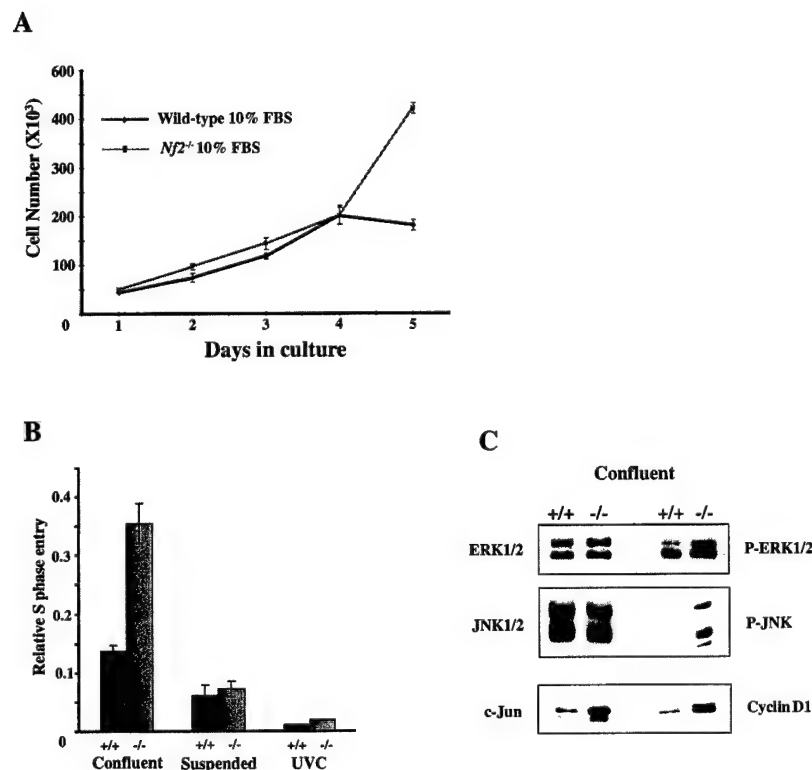 A
600
400
200
100
0
Cell Number (X10³)
Wild-type 10% FBS
Nf2-/- 10% FBS
1 2 3 4 5
Days in culture
B
0.4
0.3
0.2
0.1
0
Relative S phase entry
+/+ -/- +/+ -/- +/+ -/-
Confluent Suspended UVC
C
Confluent
+/+ -/- +/+ -/-
ERK1/2 P-ERK1/2
JNK1/2 P-JNK
c-Jun Cyclin D1